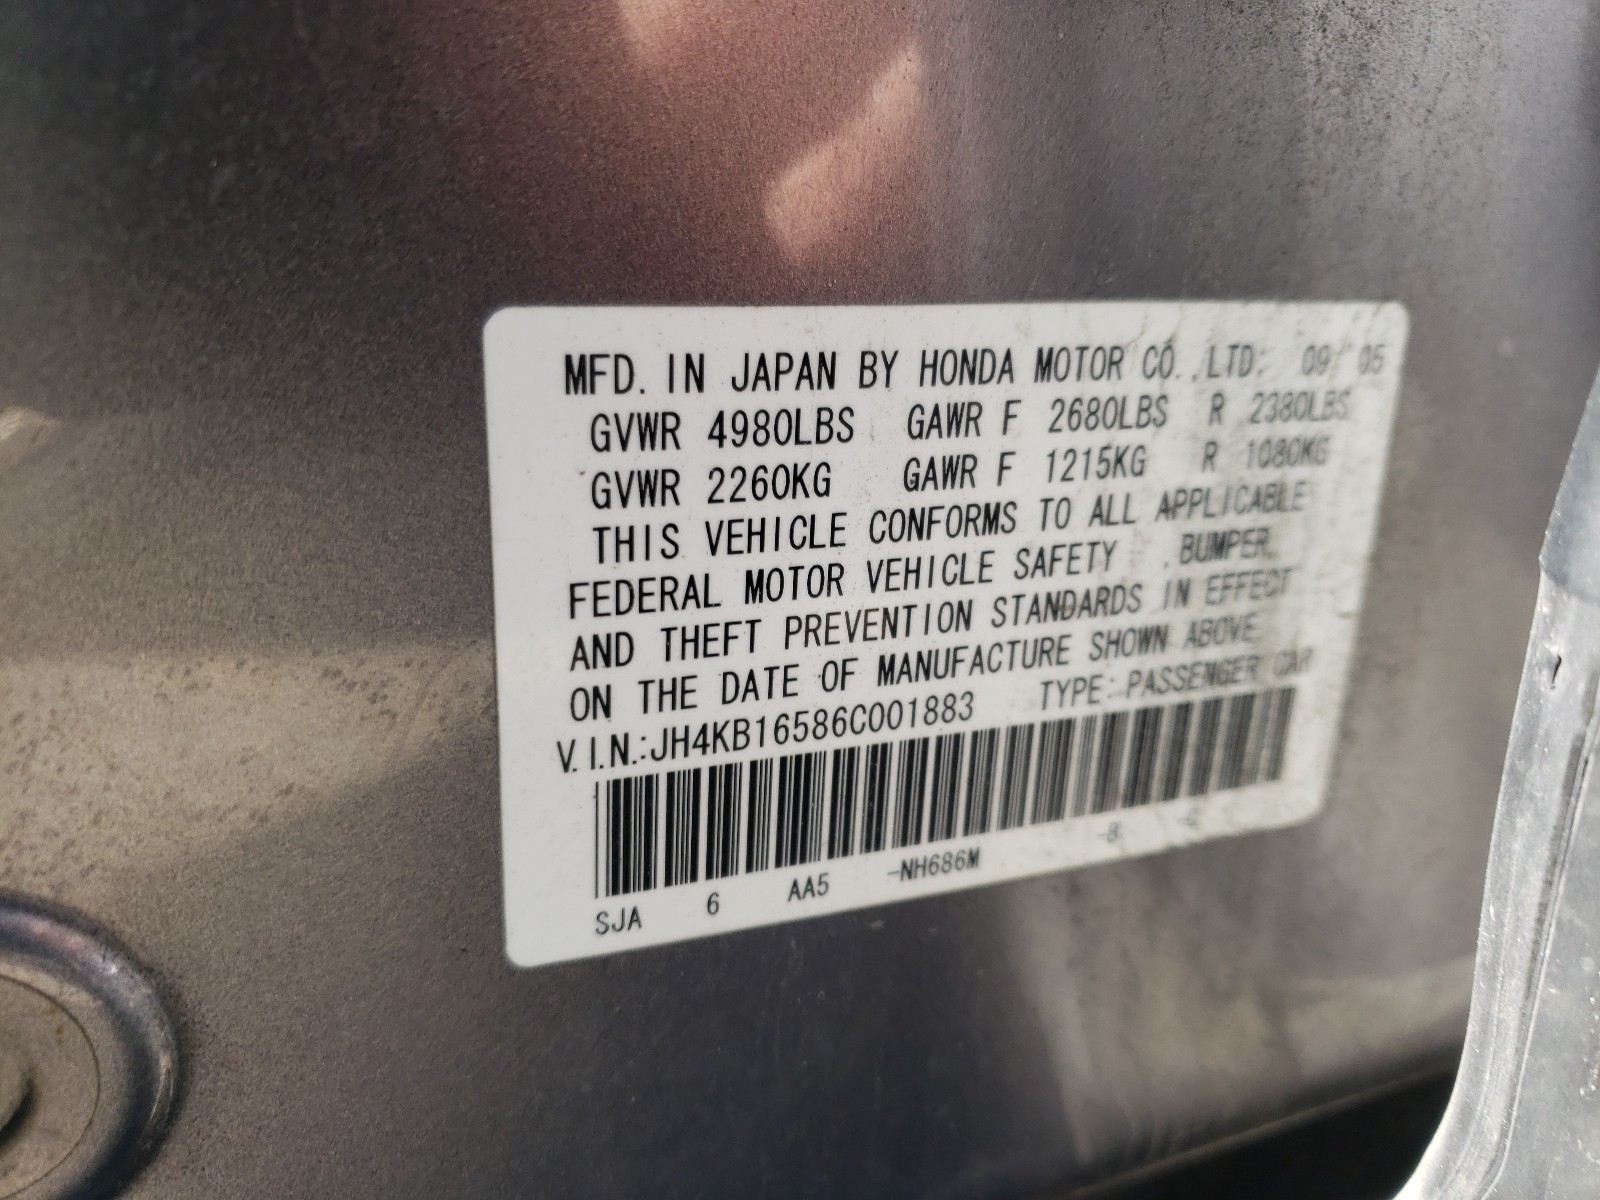 MFD. IN JAPAN BY HONDA MOTOR CO.,LTD. 09/05
GVWR 4980LBS GAWR F 2680LBS R 2380LBS
GVWR 2260KG GAWR F 1215KG R 1080KG
THIS VEHICLE CONFORMS TO ALL APPLICABLE
FEDERAL MOTOR VEHICLE SAFETY ,BUMPER,
AND THEFT PREVENTION STANDARDS IN EFFECT
ON THE DATE OF MANUFACTURE SHOWN ABOVE.
V.I.N.:JH4KB16586C001883 TYPE:PASSENGER CAR
SJA 6 AA5 -NH686M -B -C